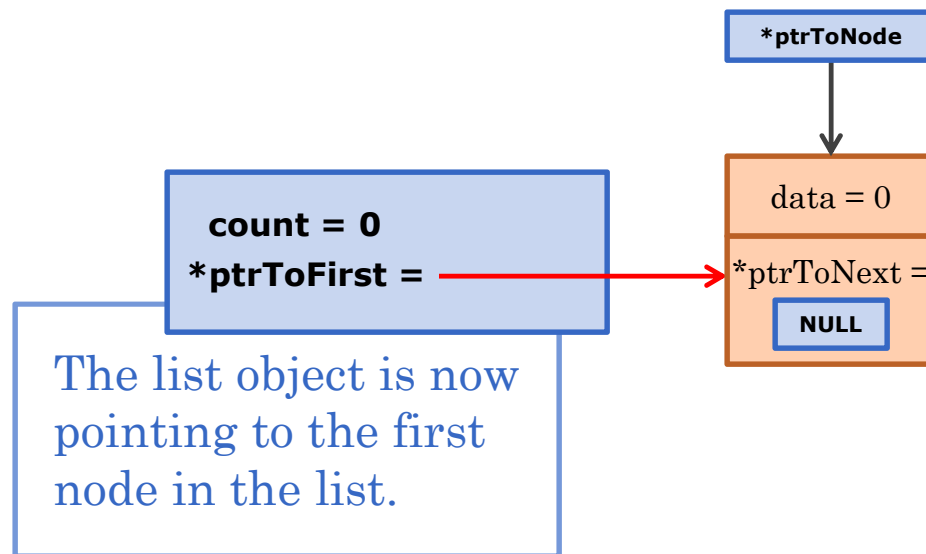 *ptrToNode
data = 0
count = 0
*ptrToFirst =
*ptrToNext =
NULL
The list object is now
pointing to the first
node in the list.